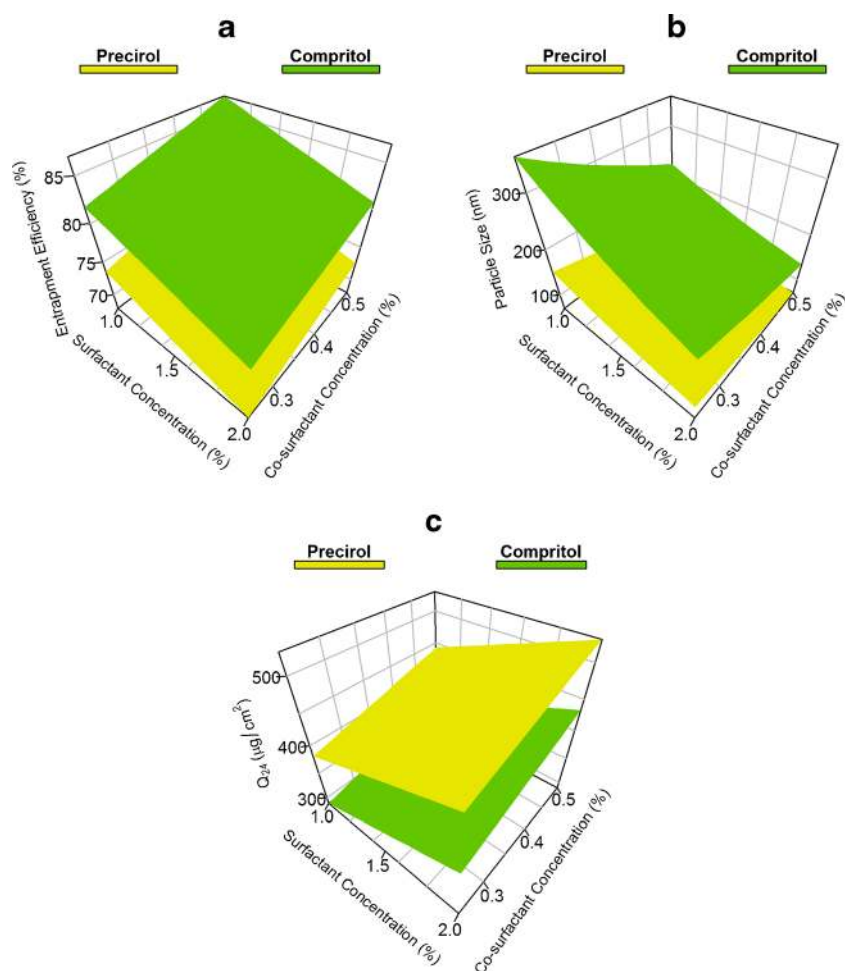 a
Precirol Compritol
Entrapment Efficiency (%)
85
80
75
70
1.0
1.5
2.0
Surfactant Concentration (%)
0.3
0.4
0.5
Co-surfactant Concentration (%)
b
Precirol Compritol
Particle Size (nm)
300
200
100
1.0
1.5
2.0
Surfactant Concentration (%)
0.3
0.4
0.5
Co-surfactant Concentration (%)
c
Precirol Compritol
Q₂₄ (µg/cm²)
500
400
300
1.0
1.5
2.0
Surfactant Concentration (%)
0.3
0.4
0.5
Co-surfactant Concentration (%)